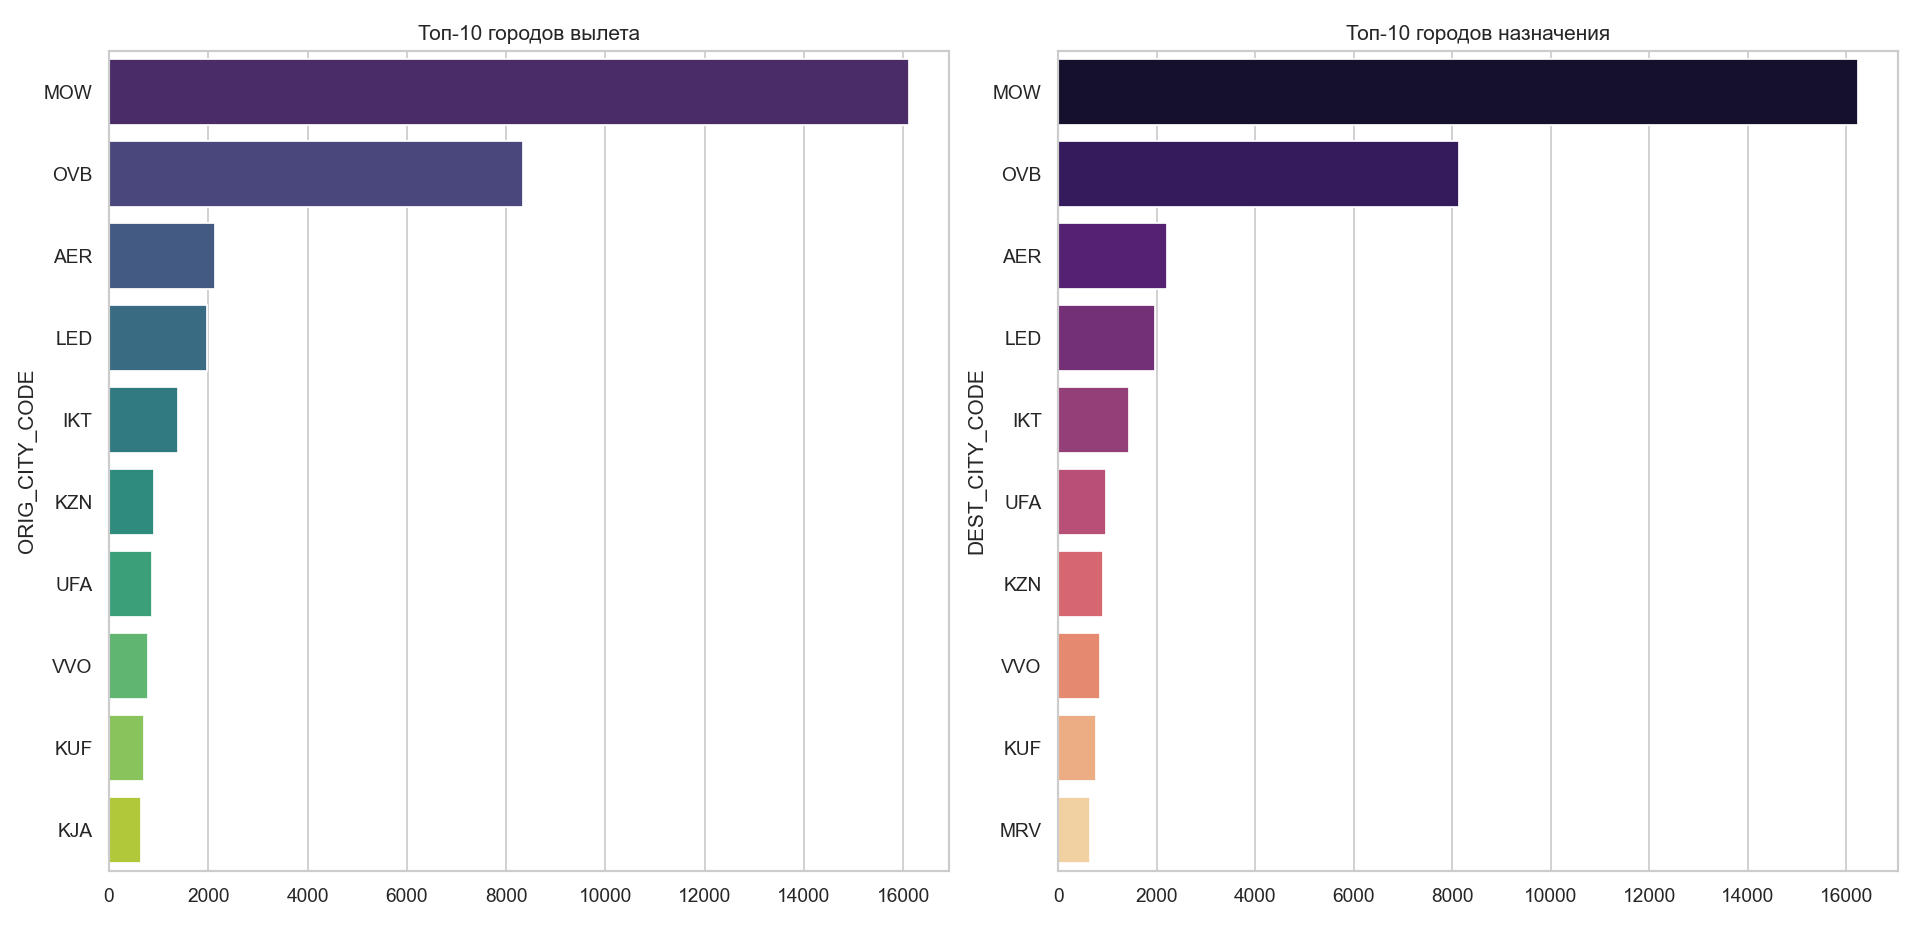 Топ-10 городов вылета
ORIG_CITY_CODE
MOW
OVB
AER
LED
IKT
KZN
UFA
VVO
KUF
KJA
0 2000 4000 6000 8000 10000 12000 14000 16000
Топ-10 городов назначения
DEST_CITY_CODE
MOW
OVB
AER
LED
IKT
UFA
KZN
VVO
KUF
MRV
0 2000 4000 6000 8000 10000 12000 14000 16000